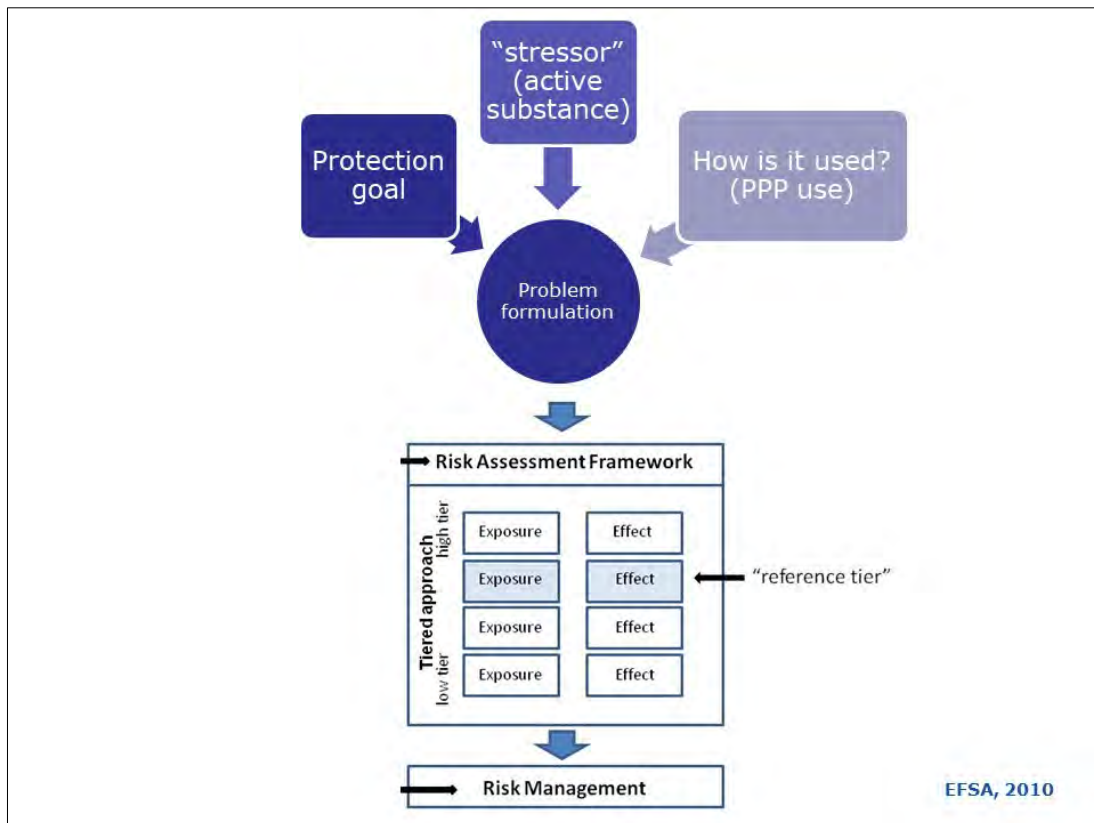 “stressor”
(active
substance)
Protection
goal
How is it used?
(PPP use)
Problem
formulation
Risk Assessment Framework
Tiered approach
high tier
low tier
Exposure
Effect
Exposure
Effect
“reference tier”
Exposure
Effect
Exposure
Effect
Risk Management
EFSA, 2010